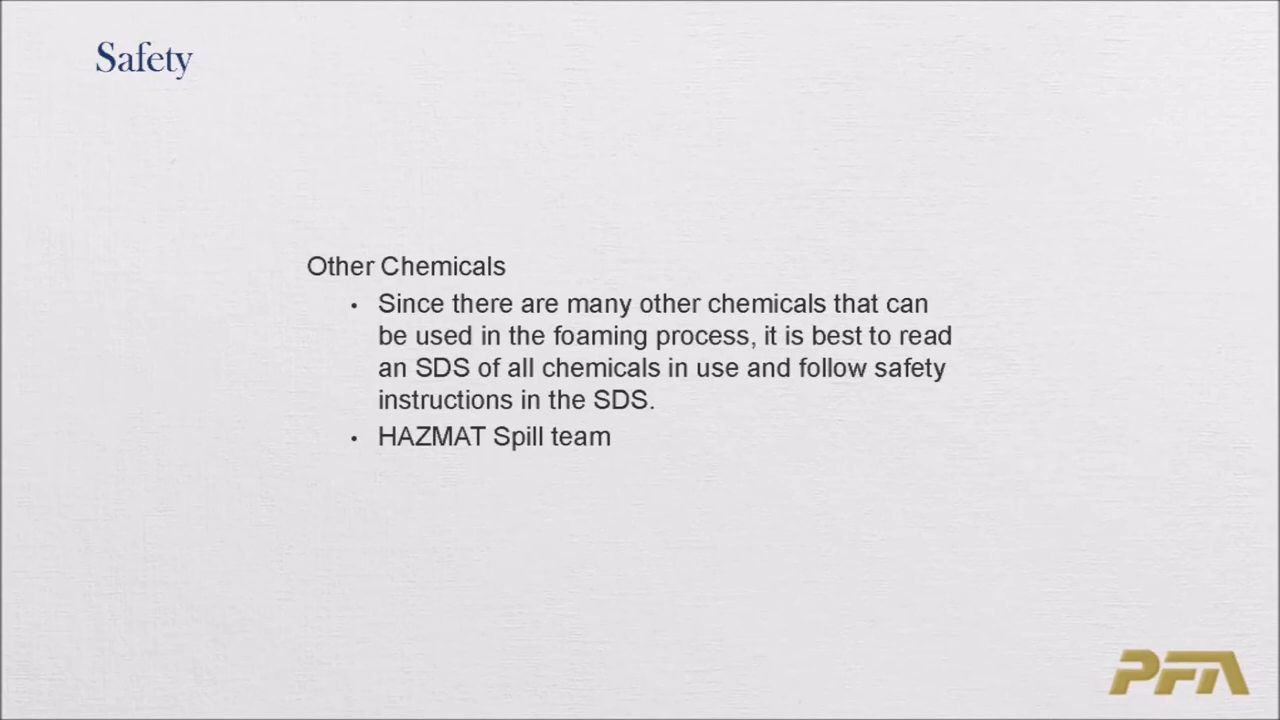 Safety
Other Chemicals
• Since there are many other chemicals that can
be used in the foaming process, it is best to read
an SDS of all chemicals in use and follow safety
instructions in the SDS.
• HAZMAT Spill team
PFA